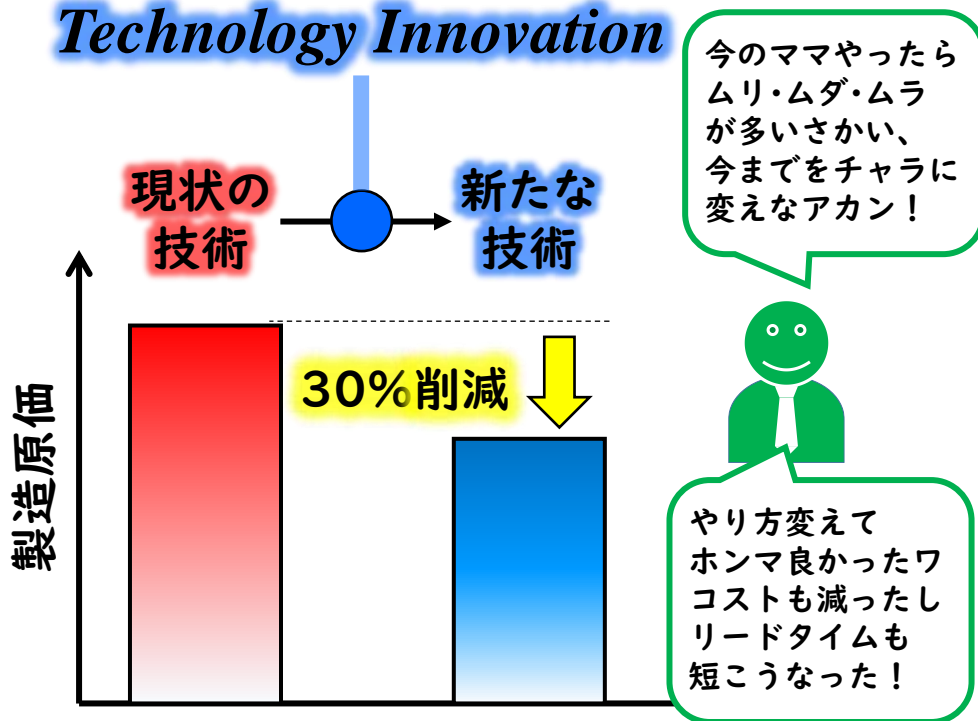 Technology Innovation
現状の
技術
新たな
技術
製造原価
30%削減
今のママやったら
ムリ・ムダ・ムラ
が多いさかい、
今までをチャラに
変えなアカン!
やり方変えて
ホンマ良かったワ
コストも減ったし
リードタイムも
短こうなった!